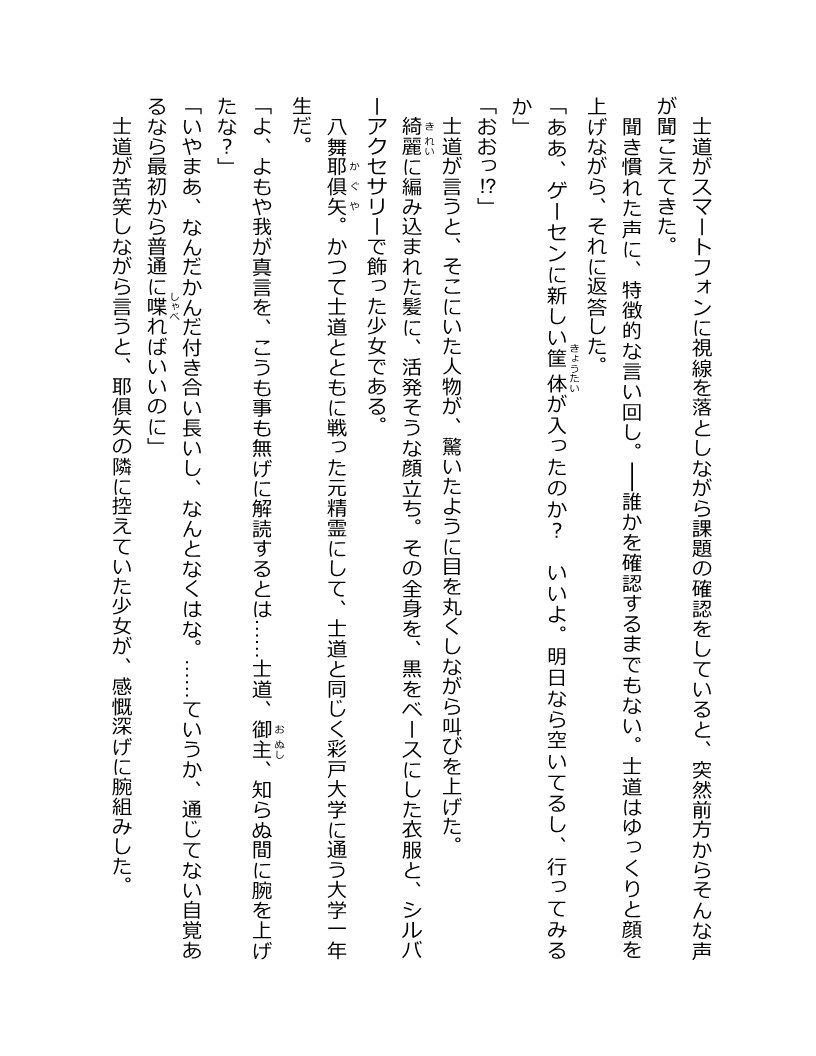 士道がスマートフォンに視線を落としながら課題の確認をしていると、突然前方からそんな声
が聞こえてきた。
聞き慣れた声に、特徴的な言い回し。――誰かを確認するまでもない。士道はゆっくりと顔を
上げながら、それに返答した。
「ああ、ゲーセンに新しい筐体が入ったのか？　いいよ。明日なら空いてるし、行ってみる
きょうたい
か」
「おおっ!?」
士道が言うと、そこにいた人物が、驚いたように目を丸くしながら叫びを上げた。
綺麗に編み込まれた髪に、活発そうな顔立ち。その全身を、黒をベースにした衣服と、シルバ
きれい
ーアクセサリーで飾った少女である。
八舞耶倶矢。かつて士道とともに戦った元精霊にして、士道と同じく彩戸大学に通う大学一年
かぐや
生だ。
「よ、よもや我が真言を、こうも事も無げに解読するとは……士道、御主、知らぬ間に腕を上げ
おぬし
たな？」
「いやまあ、なんだかんだ付き合い長いし、なんとなくはな。……ていうか、通じてない自覚あ
るなら最初から普通に喋ればいいのに」
しゃべ
士道が苦笑しながら言うと、耶倶矢の隣に控えていた少女が、感慨深げに腕組みした。